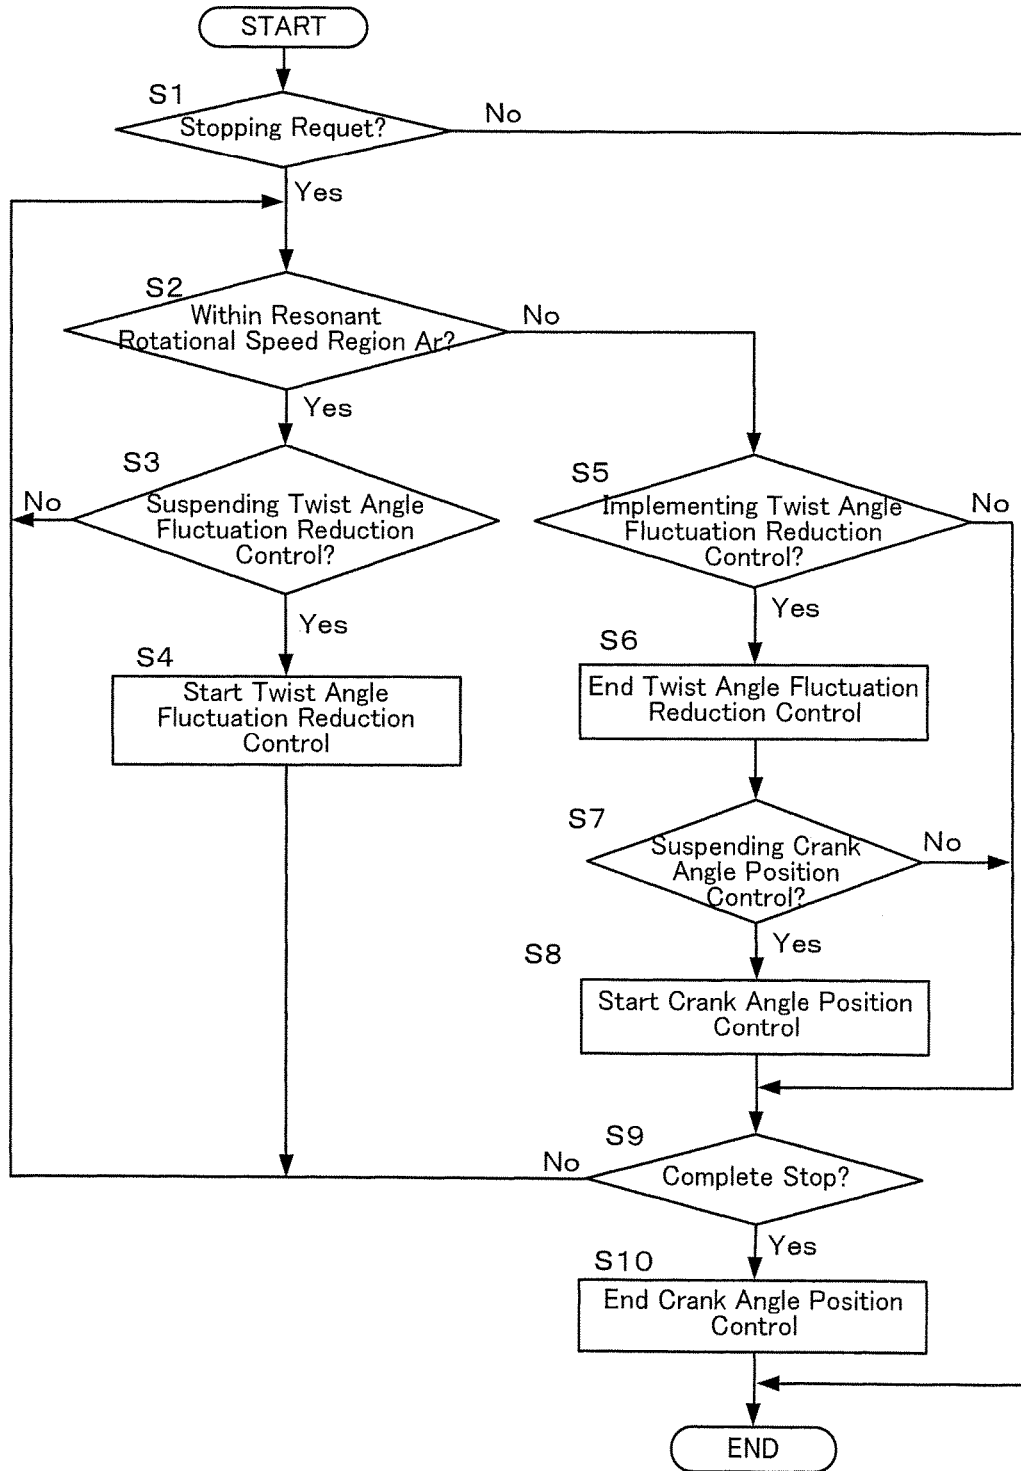 START
S1
Stopping Requet?
No
Yes
S2
Within Resonant
Rotational Speed Region Ar?
No
Yes
S3
Suspending Twist Angle
Fluctuation Reduction
Control?
No
Yes
S4
Start Twist Angle
Fluctuation Reduction
Control
S5
Implementing Twist Angle
Fluctuation Reduction
Control?
No
Yes
S6
End Twist Angle Fluctuation
Reduction Control
S7
Suspending Crank
Angle Position
Control?
No
Yes
S8
Start Crank Angle Position
Control
S9
Complete Stop?
No
Yes
S10
End Crank Angle Position
Control
END